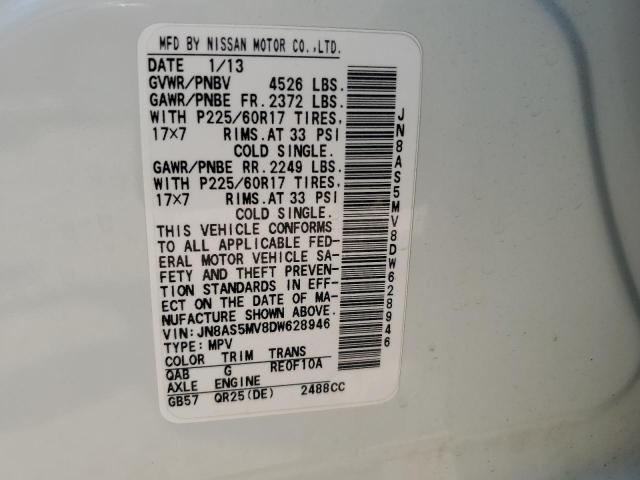 MFD BY NISSAN MOTOR CO.,LTD.
DATE 1/13
GVWR/PNBV 4526 LBS.
GAWR/PNBE FR. 2372 LBS.
WITH P225/60R17 TIRES,
17x7 RIMS.AT 33 PSI
COLD SINGLE.
GAWR/PNBE RR. 2249 LBS.
WITH P225/60R17 TIRES,
17x7 RIMS.AT 33 PSI
COLD SINGLE.
THIS VEHICLE CONFORMS
TO ALL APPLICABLE FED-
ERAL MOTOR VEHICLE SA-
FETY AND THEFT PREVEN-
TION STANDARDS IN EFF-
ECT ON THE DATE OF MA-
NUFACTURE SHOWN ABOVE.
VIN: JN8AS5MV8DW628946
TYPE: MPV
COLOR TRIM TRANS
QAB G RE0F10A
AXLE ENGINE
GB57 QR25(DE) 2488CC
JN8AS5MV8DW628946